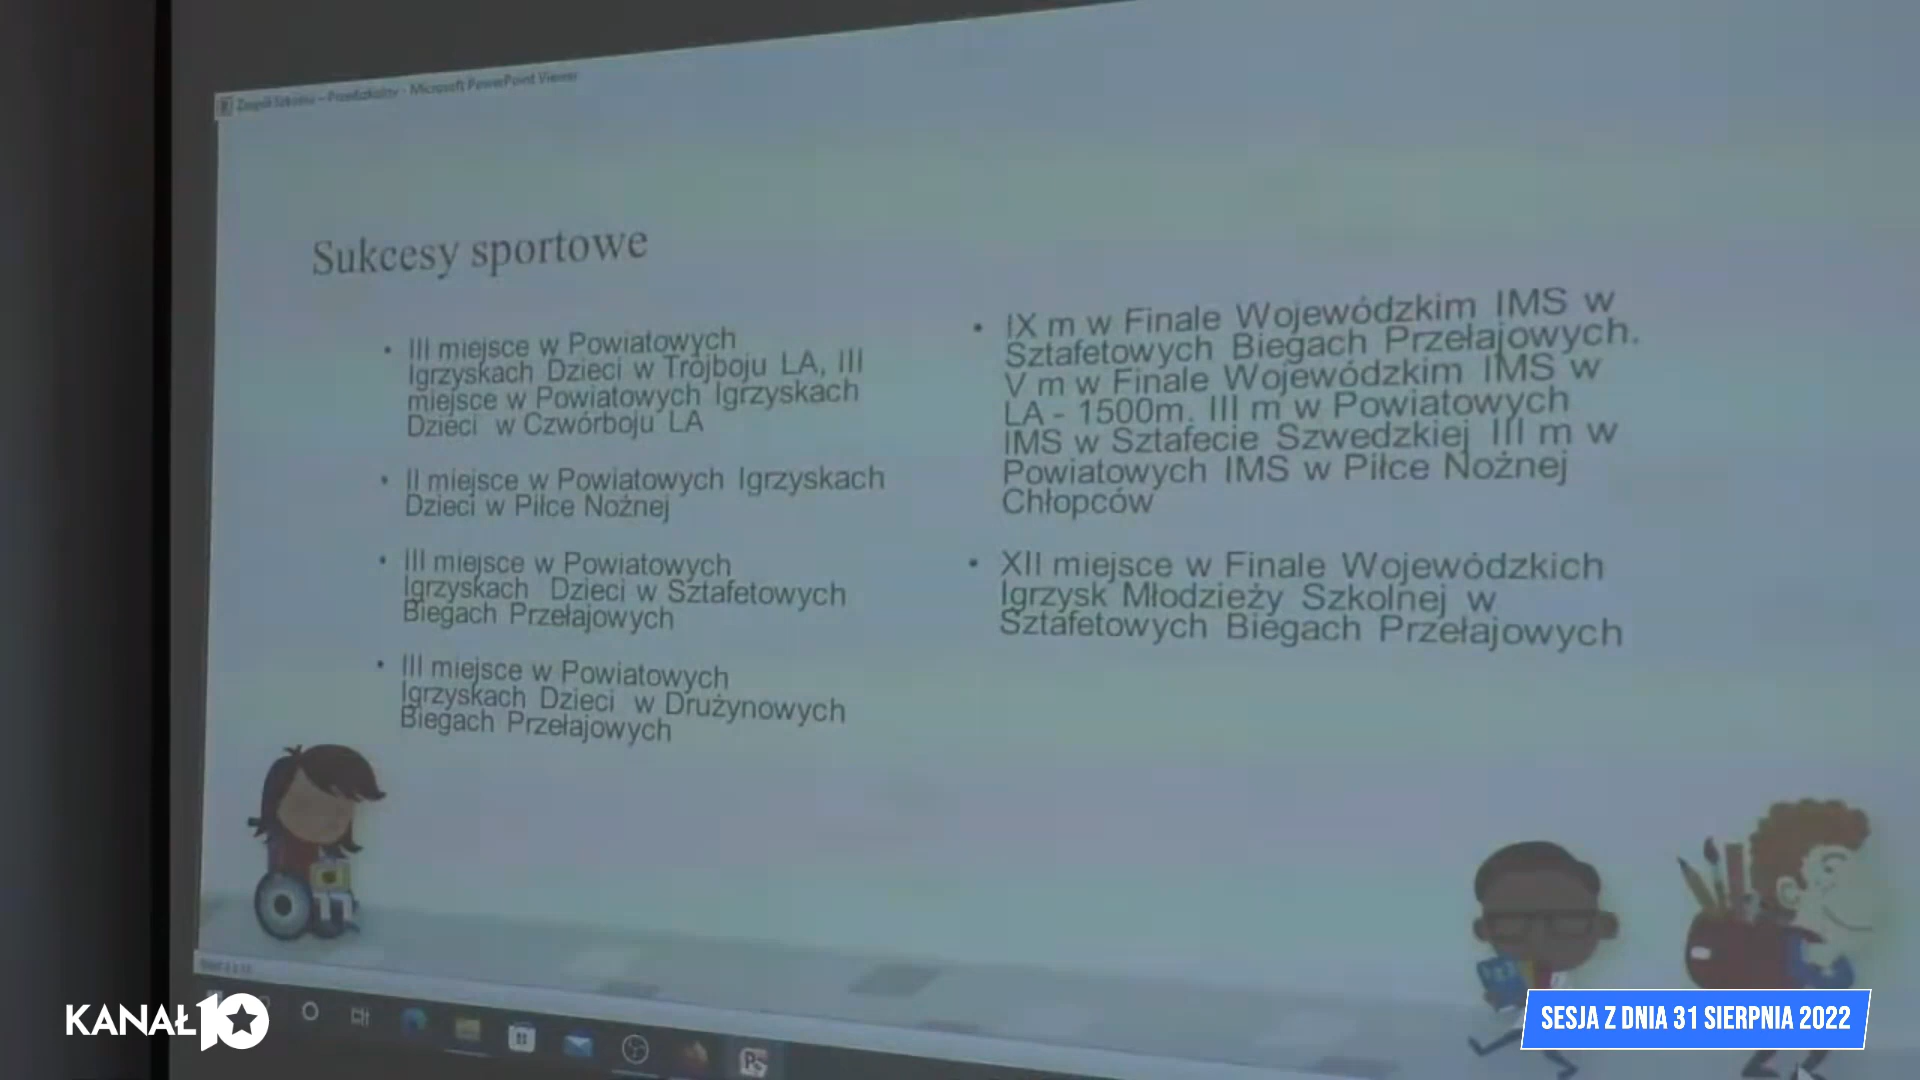 Zespół Szkolno – Przedszkolny - Microsoft PowerPoint Viewer
Sukcesy sportowe
• III miejsce w Powiatowych
Igrzyskach Dzieci w Trójboju LA, III
miejsce w Powiatowych Igrzyskach
Dzieci w Czwórboju LA
• II miejsce w Powiatowych Igrzyskach
Dzieci w Piłce Nożnej
• III miejsce w Powiatowych
Igrzyskach Dzieci w Sztafetowych
Biegach Przełajowych
• III miejsce w Powiatowych
Igrzyskach Dzieci w Drużynowych
Biegach Przełajowych
• IX m w Finale Wojewódzkim IMS w
Sztafetowych Biegach Przełajowych.
V m w Finale Wojewódzkim IMS w
LA - 1500m. III m w Powiatowych
IMS w Sztafecie Szwedzkiej III m w
Powiatowych IMS w Piłce Nożnej
Chłopców
• XII miejsce w Finale Wojewódzkich
Igrzysk Młodzieży Szkolnej w
Sztafetowych Biegach Przełajowych
KANAŁ 10
SESJA Z DNIA 31 SIERPNIA 2022